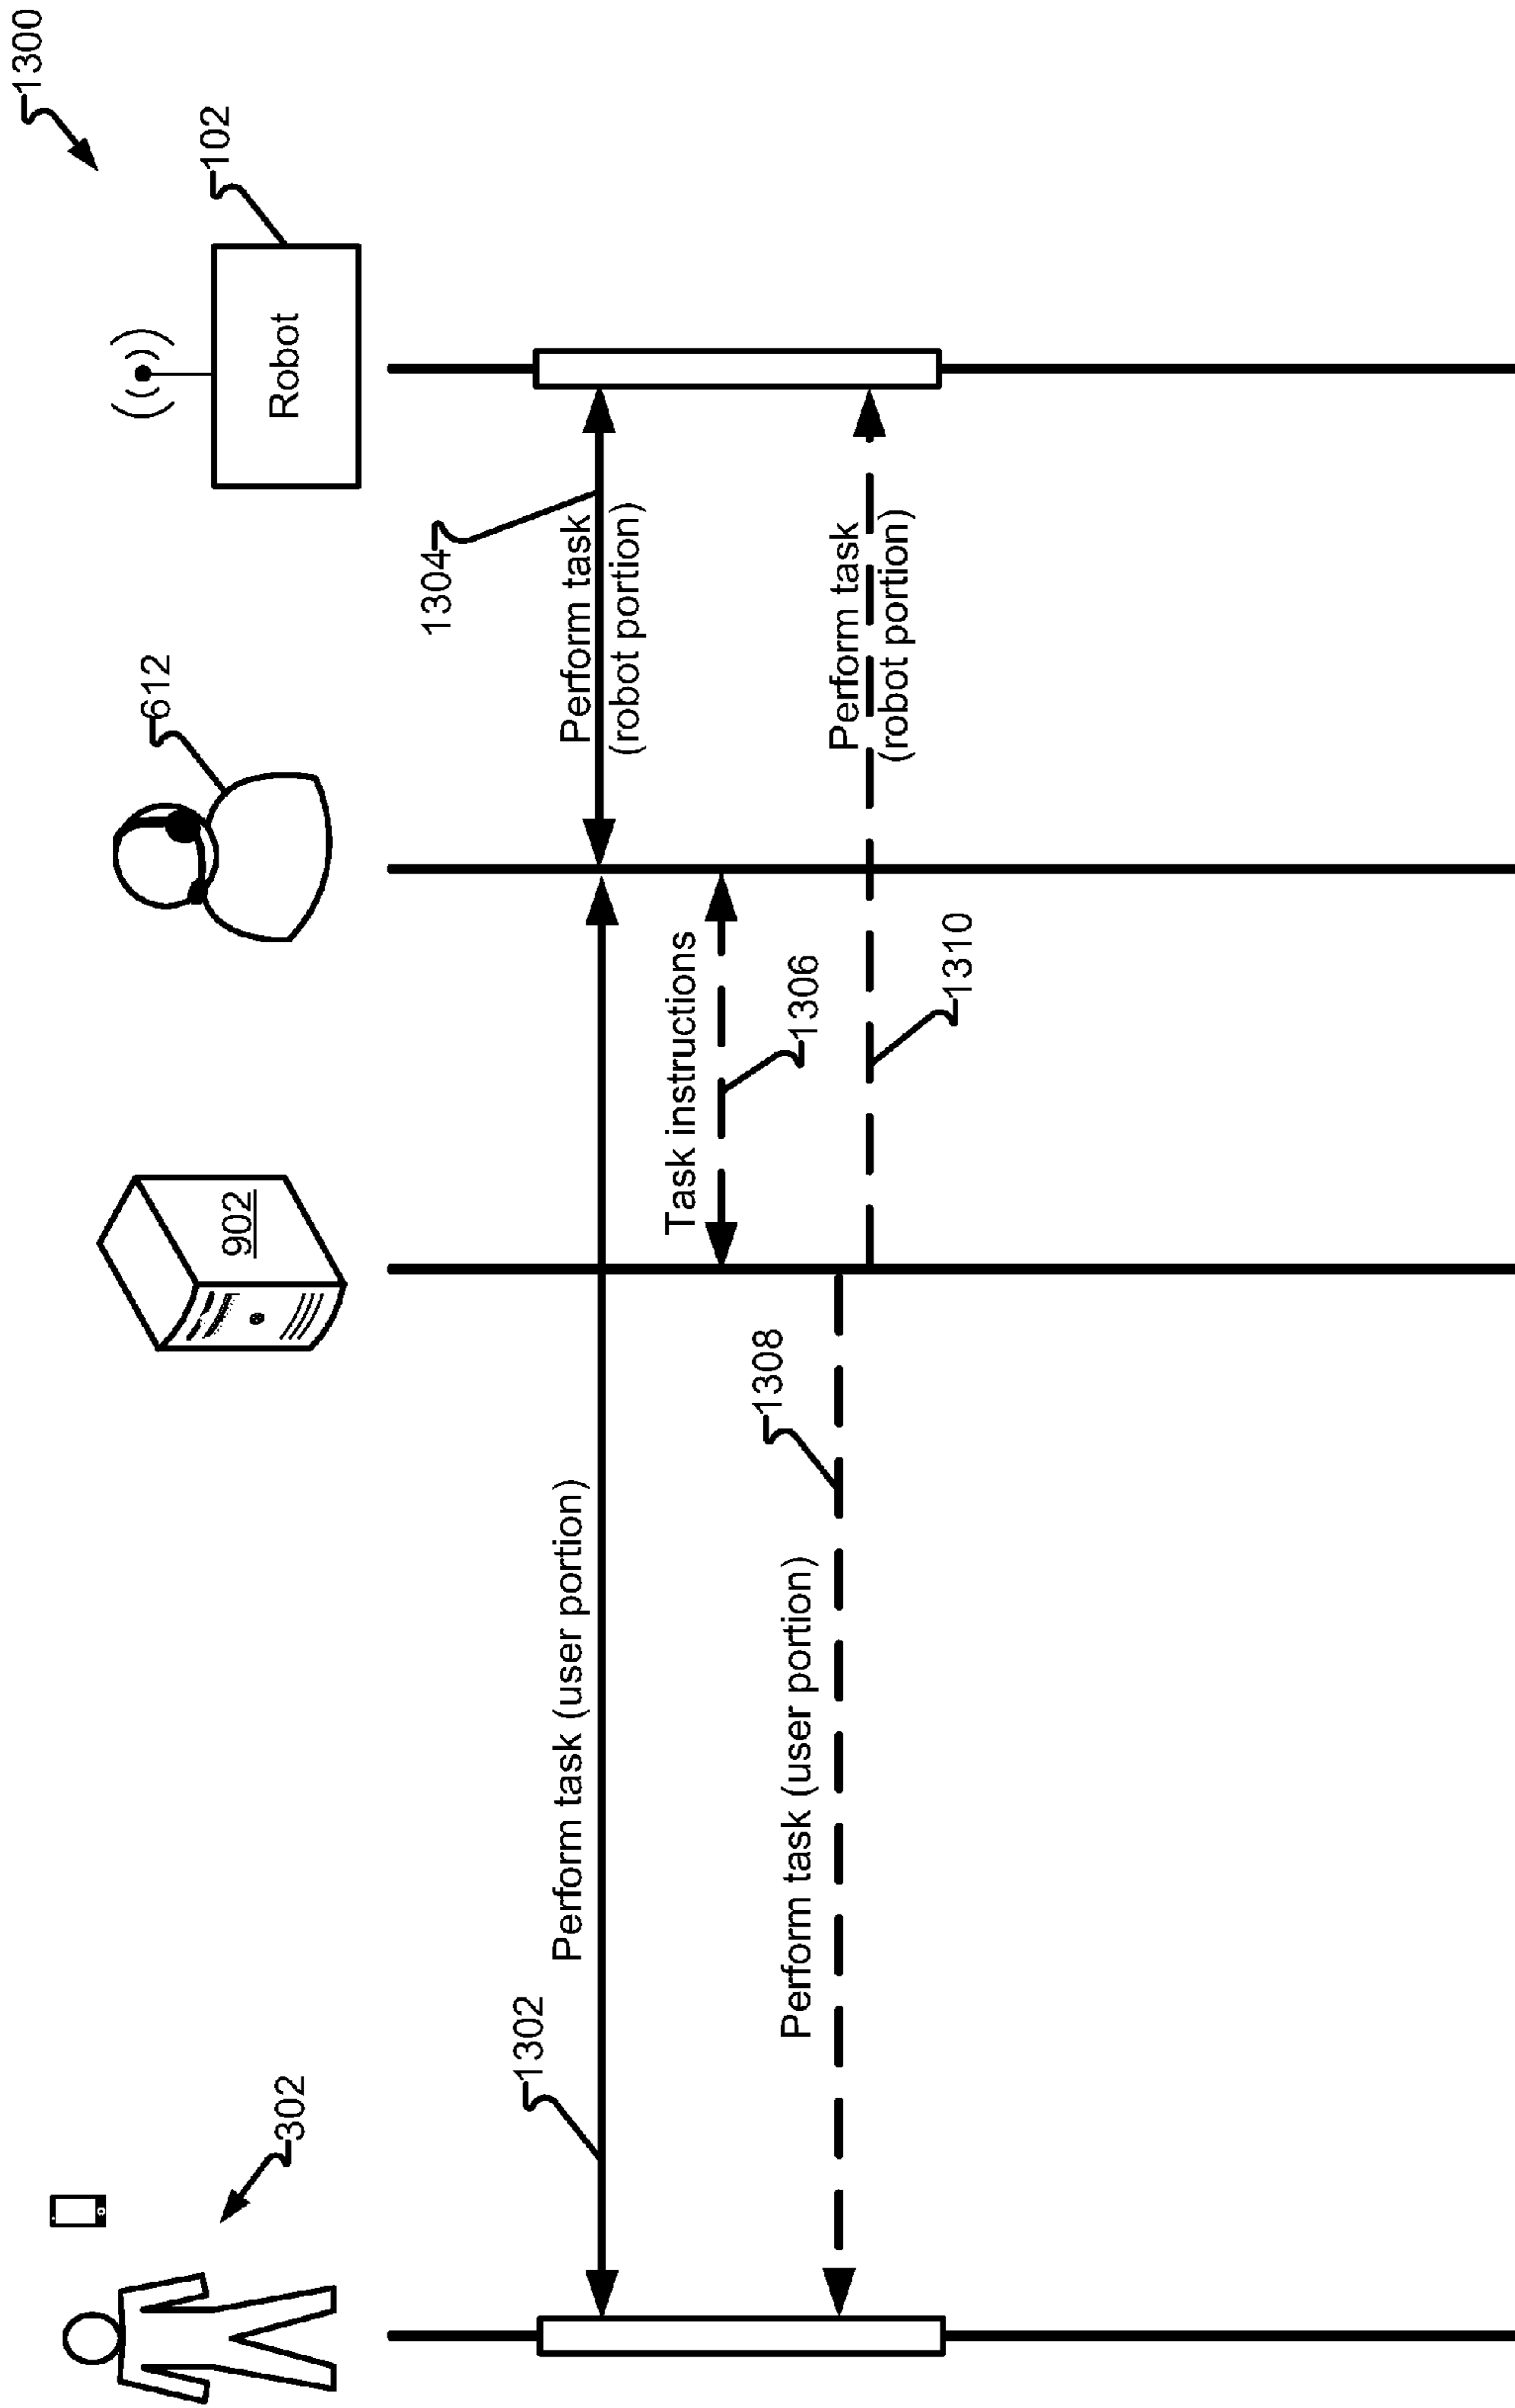 1300
302
902
612
102
Robot
1302
Perform task (user portion)
1304
Perform task
(robot portion)
Task instructions
1306
Perform task (user portion)
1308
Perform task
(robot portion)
1310